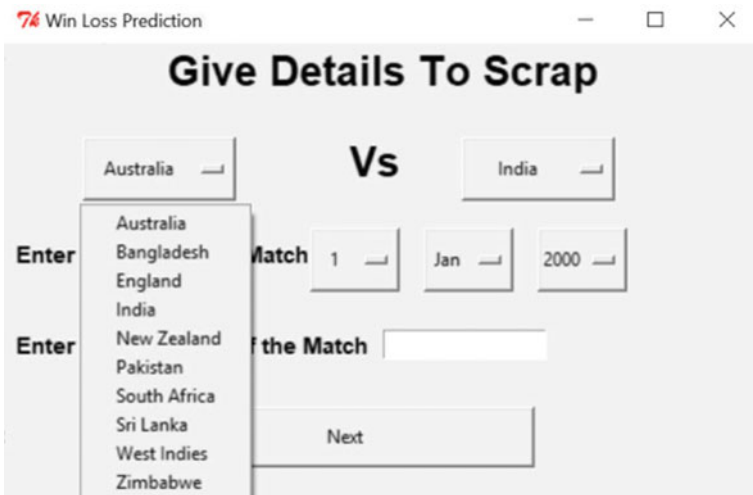 Win Loss Prediction
Give Details To Scrap
Australia Vs India
Australia
Bangladesh
England
India
New Zealand
Pakistan
South Africa
Sri Lanka
West Indies
Zimbabwe
Enter Match 1 Jan 2000
Enter the Match
Next